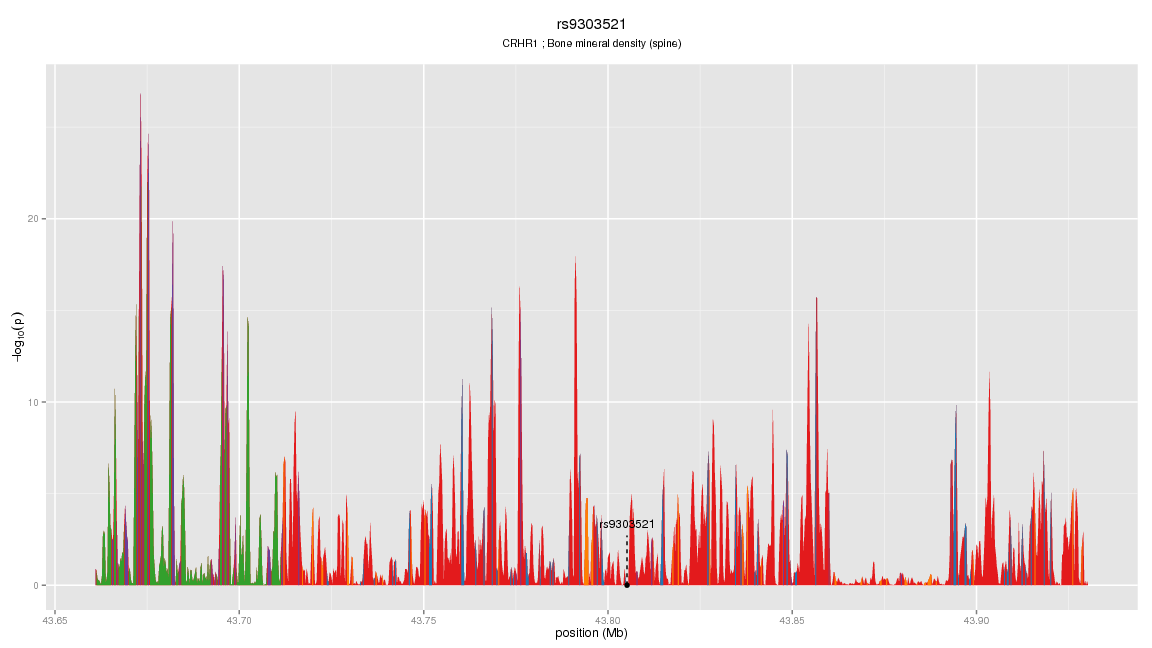 rs9303521
CRHR1 ; Bone mineral density (spine)
−log10(p)
20
10
0
rs9303521
43.65 43.70 43.75 43.80 43.85 43.90
position (Mb)